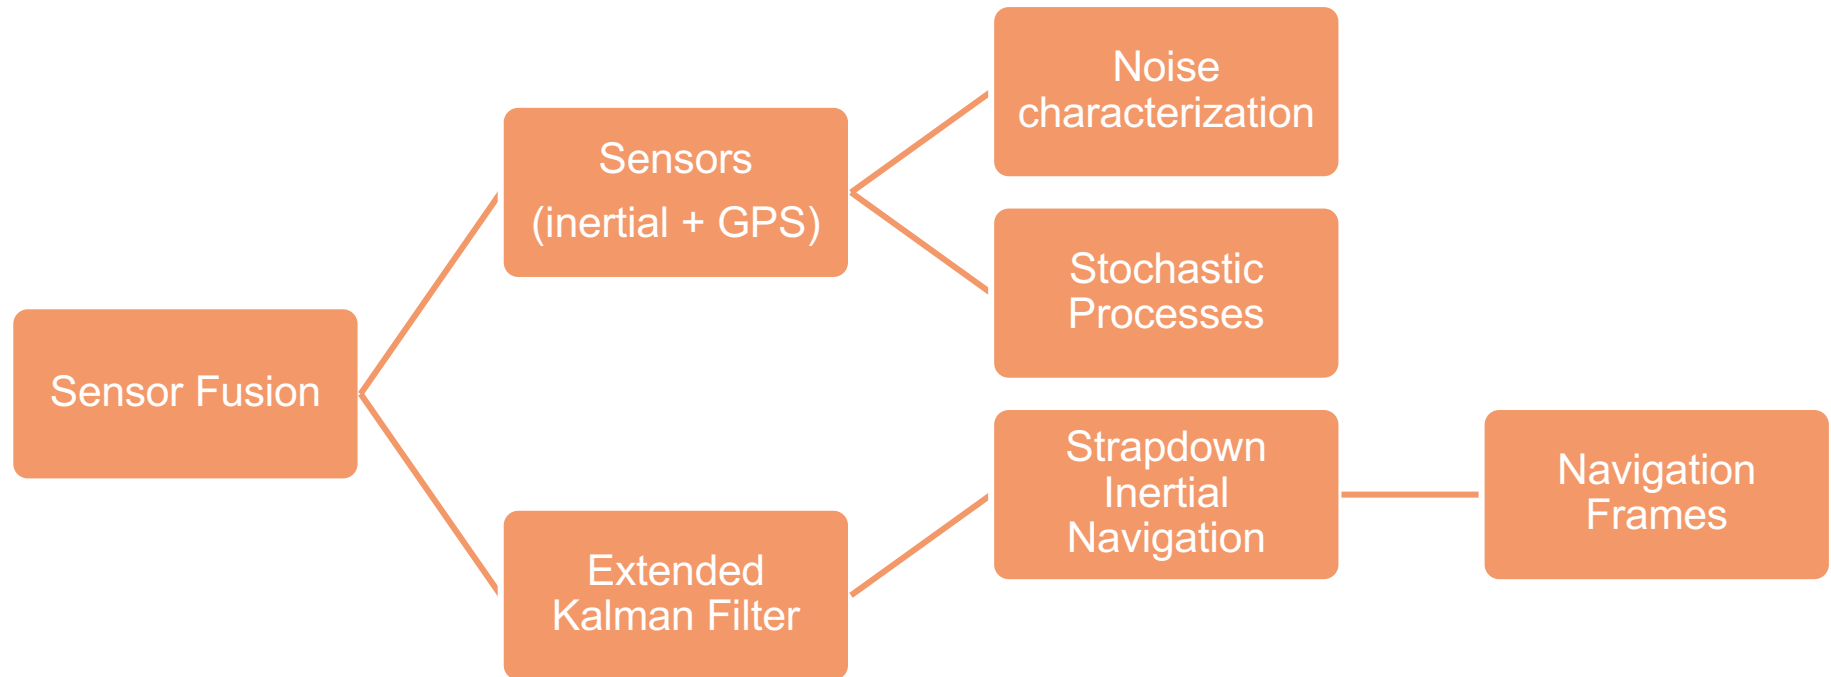 Sensor Fusion
Sensors
(inertial + GPS)
Noise
characterization
Stochastic
Processes
Extended
Kalman Filter
Strapdown
Inertial
Navigation
Navigation
Frames